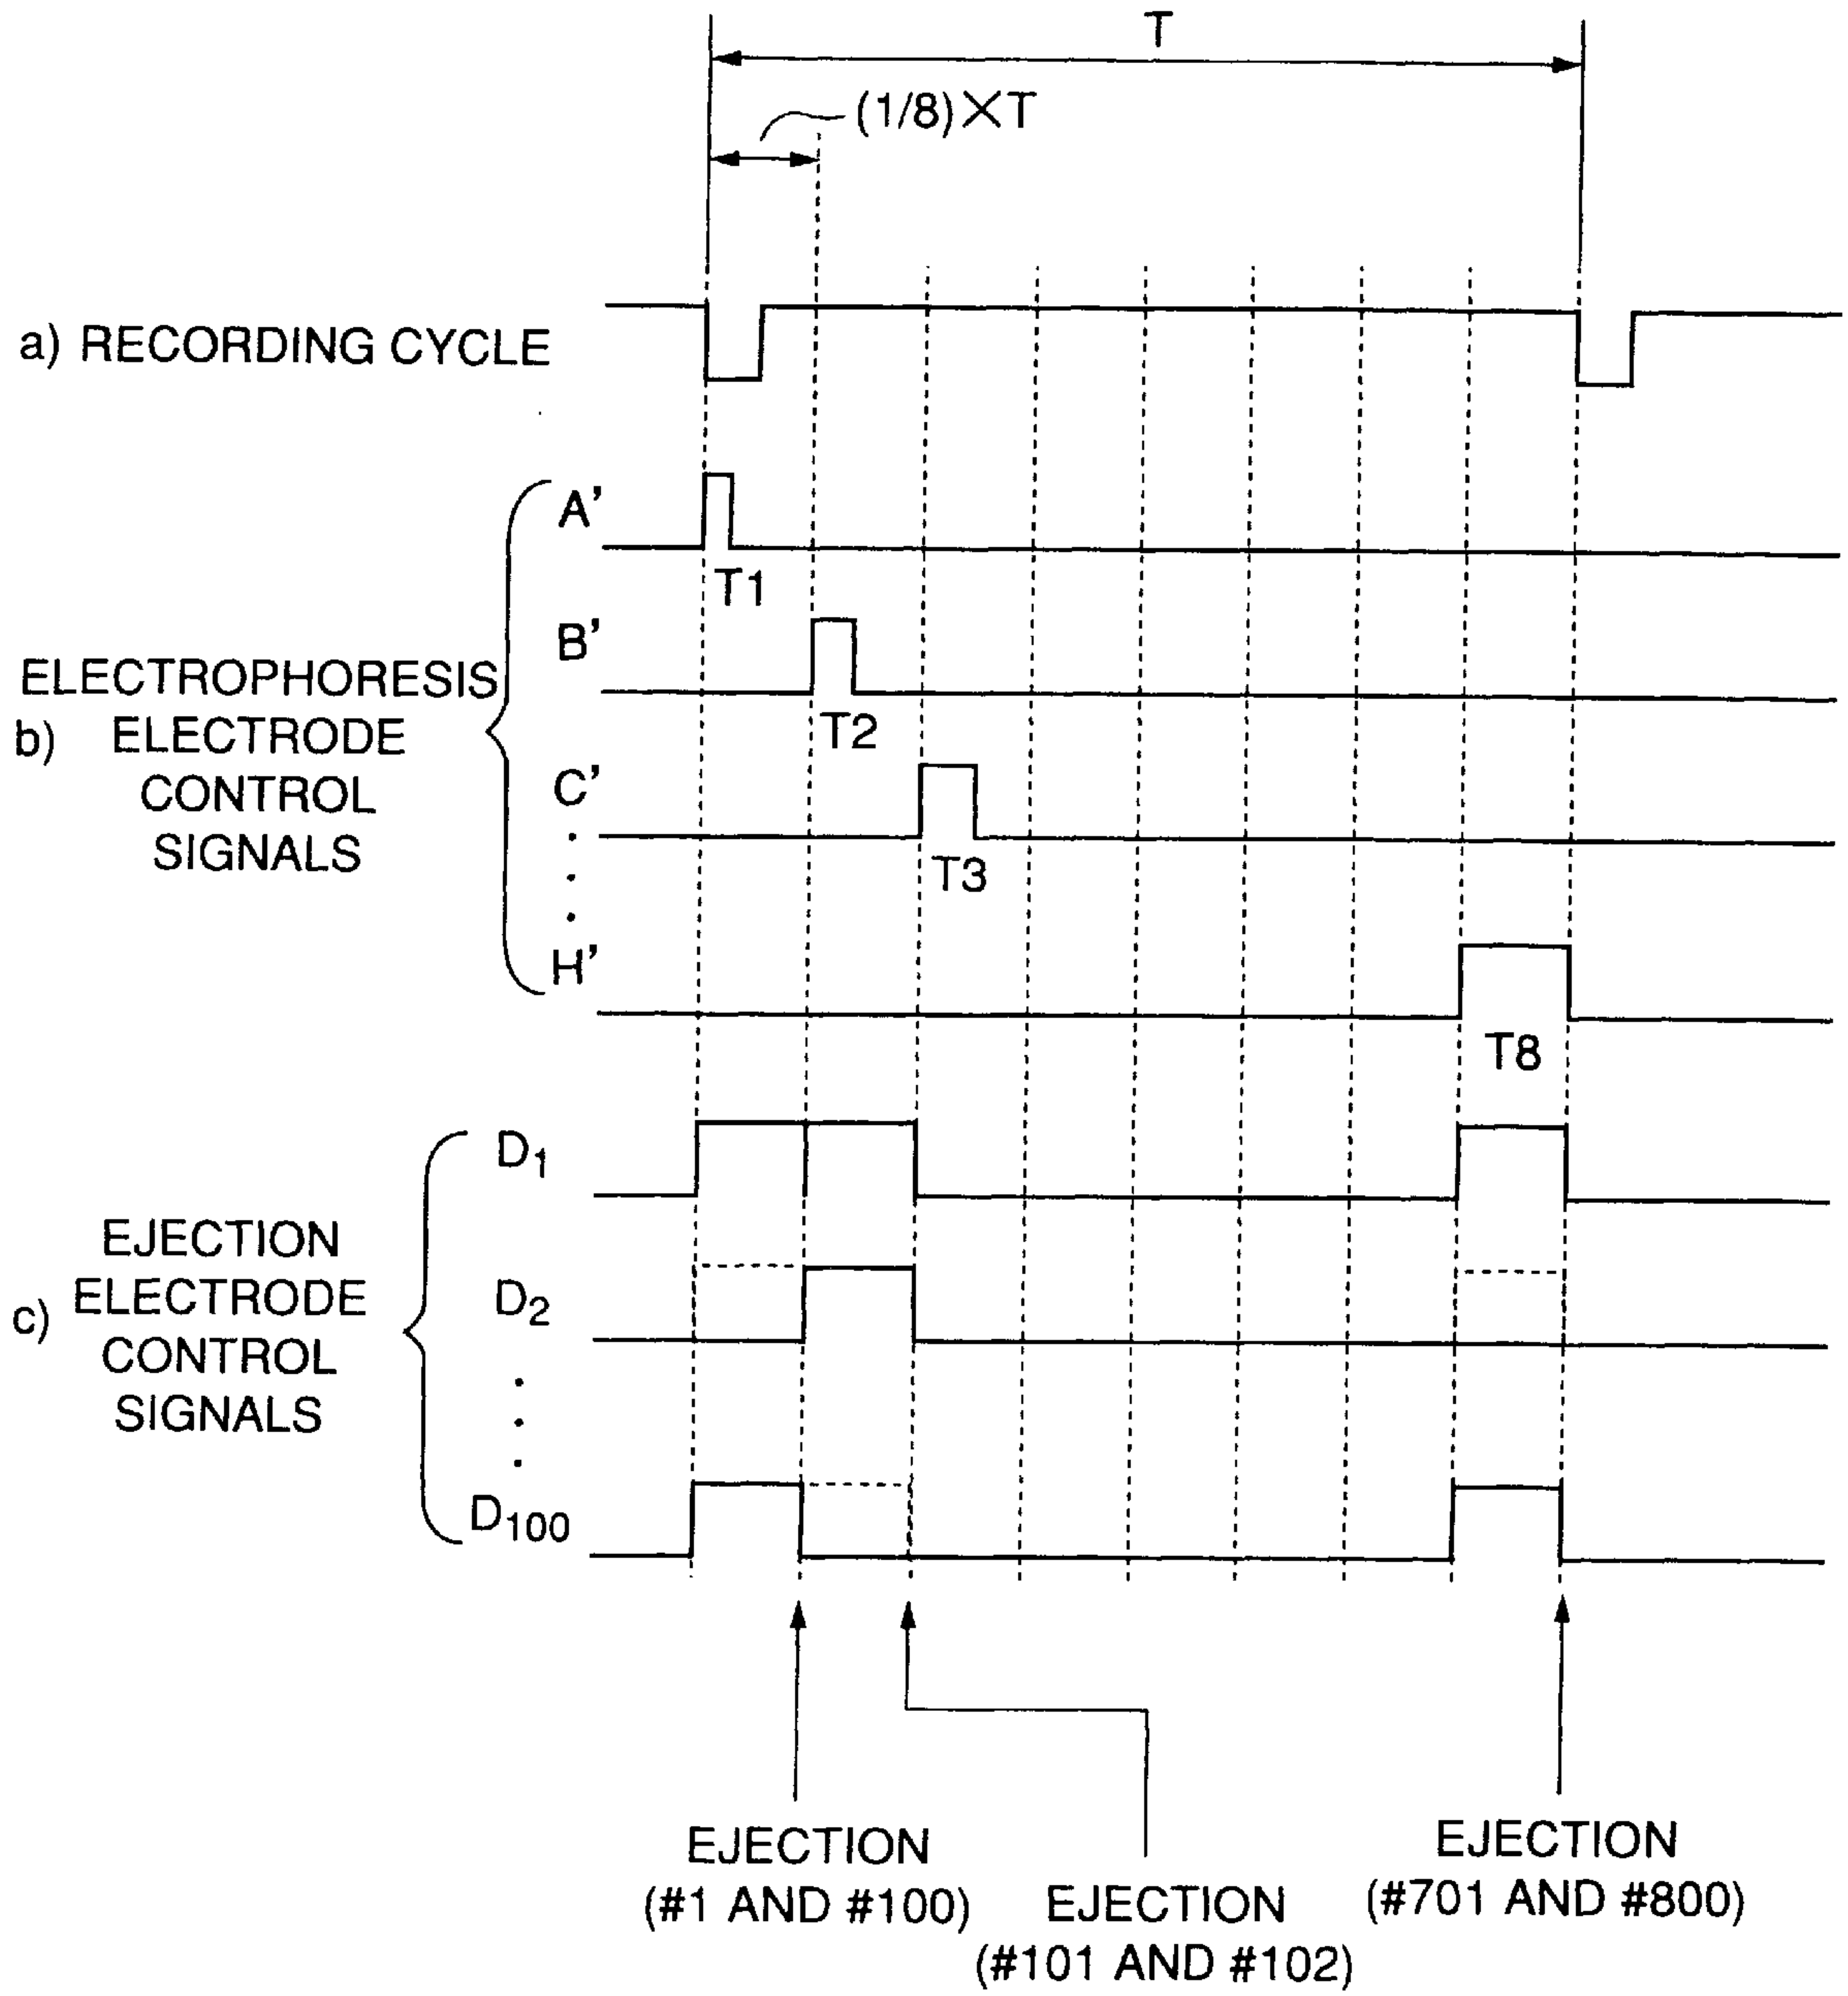 T
(1/8)×T
a) RECORDING CYCLE
b) ELECTROPHORESIS
ELECTRODE
CONTROL
SIGNALS
A'
T1
B'
T2
C'
T3
H'
T8
c) EJECTION
ELECTRODE
CONTROL
SIGNALS
D1
D2
D100
EJECTION
(#1 AND #100)
EJECTION
(#101 AND #102)
EJECTION
(#701 AND #800)